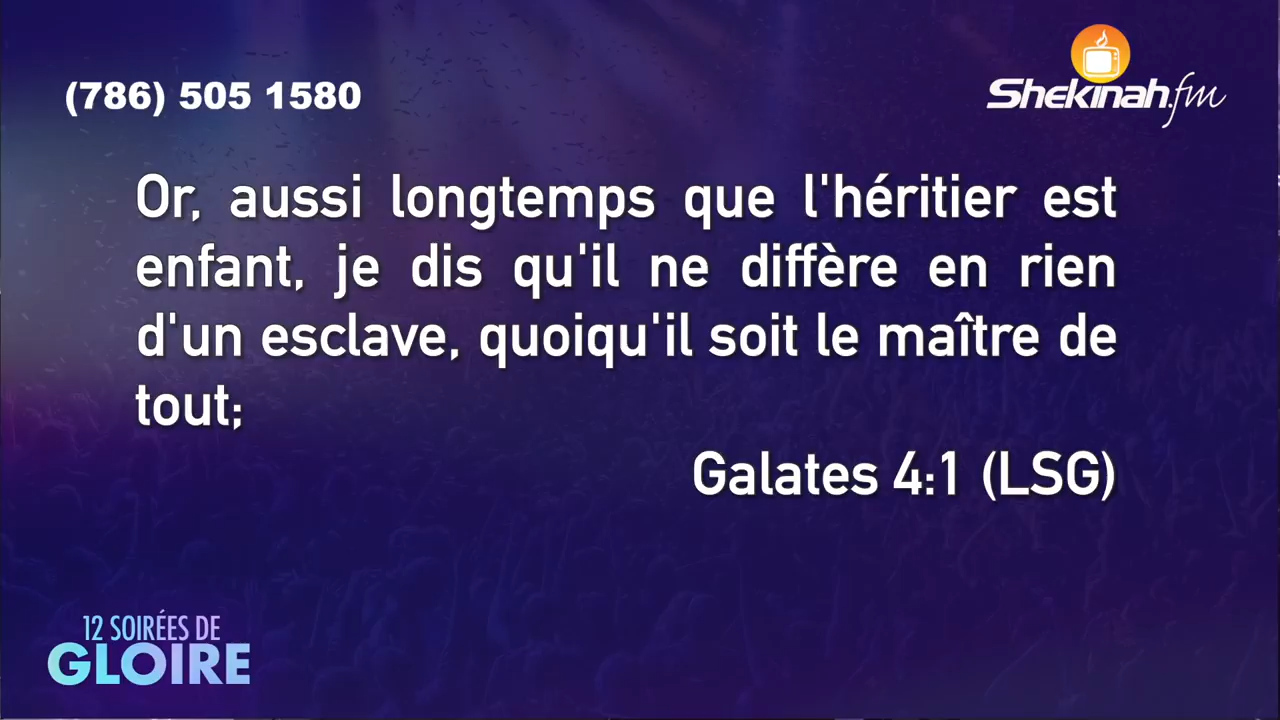 (786) 505 1580
Shekinah.fm
Or, aussi longtemps que l'héritier est
enfant, je dis qu'il ne diffère en rien
d'un esclave, quoiqu'il soit le maître de
tout;
Galates 4:1 (LSG)
12 SOIRÉES DE
GLOIRE